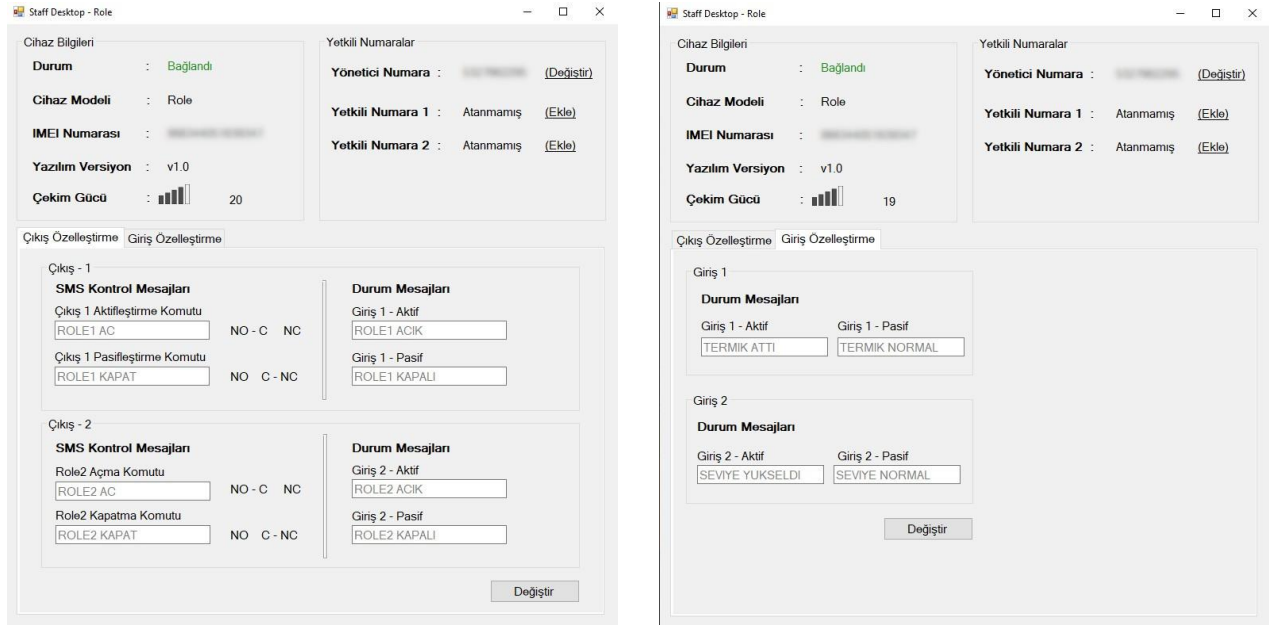 Staff Desktop - Role
Cihaz Bilgileri
Durum : Bağlandı
Cihaz Modeli : Role
IMEI Numarası :
Yazılım Versiyon : v1.0
Çekim Gücü : 20
Yetkili Numaralar
Yönetici Numara : (Değiştir)
Yetkili Numara 1 : Atanmamış (Ekle)
Yetkili Numara 2 : Atanmamış (Ekle)
Çıkış Özelleştirme Giriş Özelleştirme
Çıkış - 1
SMS Kontrol Mesajları
Çıkış 1 Aktifleştirme Komutu
ROLE1 AC NO - C NC
Çıkış 1 Pasifleştirme Komutu
ROLE1 KAPAT NO C - NC
Durum Mesajları
Giriş 1 - Aktif
ROLE1 ACIK
Giriş 1 - Pasif
ROLE1 KAPALI
Çıkış - 2
SMS Kontrol Mesajları
Role2 Açma Komutu
ROLE2 AC NO - C NC
Role2 Kapatma Komutu
ROLE2 KAPAT NO C - NC
Durum Mesajları
Giriş 2 - Aktif
ROLE2 ACIK
Giriş 2 - Pasif
ROLE2 KAPALI
Değiştir
Staff Desktop - Role
Cihaz Bilgileri
Durum : Bağlandı
Cihaz Modeli : Role
IMEI Numarası :
Yazılım Versiyon : v1.0
Çekim Gücü : 19
Yetkili Numaralar
Yönetici Numara : (Değiştir)
Yetkili Numara 1 : Atanmamış (Ekle)
Yetkili Numara 2 : Atanmamış (Ekle)
Çıkış Özelleştirme Giriş Özelleştirme
Giriş 1
Durum Mesajları
Giriş 1 - Aktif Giriş 1 - Pasif
TERMIK ATTI TERMIK NORMAL
Giriş 2
Durum Mesajları
Giriş 2 - Aktif Giriş 2 - Pasif
SEVIYE YUKSELDI SEVIYE NORMAL
Değiştir